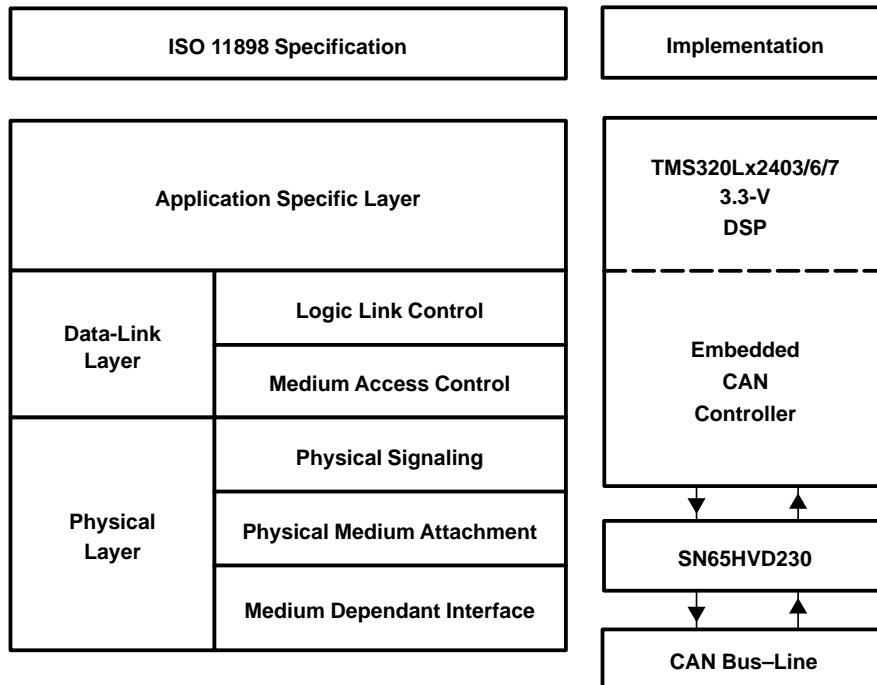 ISO 11898 Specification
Implementation
Application Specific Layer
TMS320Lx2403/6/7
3.3-V
DSP
Data-Link
Layer
Logic Link Control
Medium Access Control
Embedded
CAN
Controller
Physical
Layer
Physical Signaling
Physical Medium Attachment
Medium Dependant Interface
SN65HVD230
CAN Bus–Line